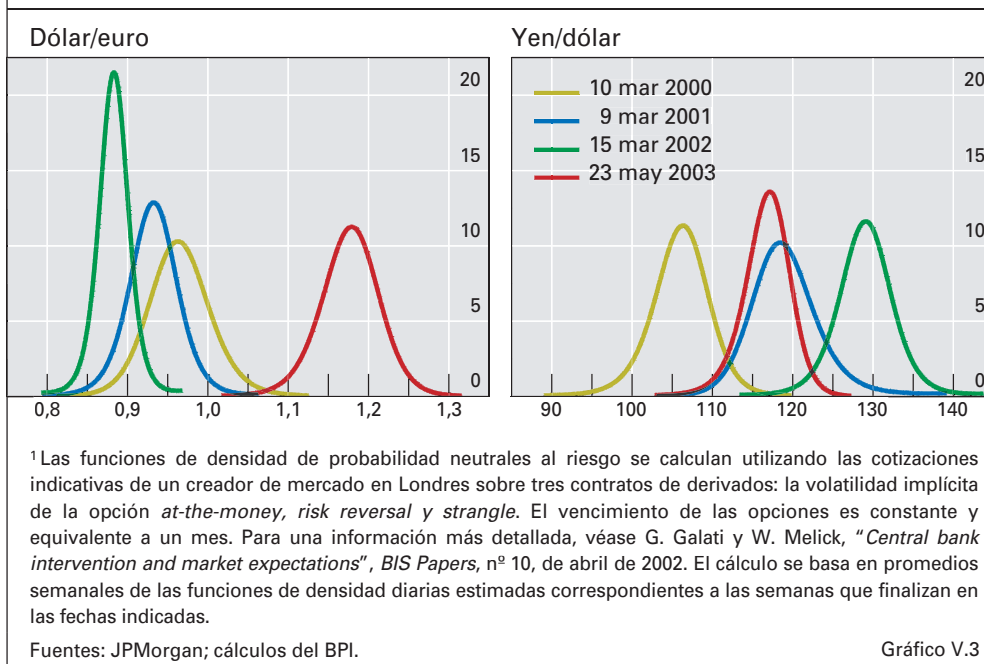 Dólar/euro
20
15
10
5
0
0,8 0,9 1,0 1,1 1,2 1,3
Yen/dólar
10 mar 2000
9 mar 2001
15 mar 2002
23 may 2003
20
15
10
5
0
90 100 110 120 130 140
¹ Las funciones de densidad de probabilidad neutrales al riesgo se calculan utilizando las cotizaciones
indicativas de un creador de mercado en Londres sobre tres contratos de derivados: la volatilidad implícita
de la opción at-the-money, risk reversal y strangle. El vencimiento de las opciones es constante y
equivalente a un mes. Para una información más detallada, véase G. Galati y W. Melick, “Central bank
intervention and market expectations”, BIS Papers, nº 10, de abril de 2002. El cálculo se basa en promedios
semanales de las funciones de densidad diarias estimadas correspondientes a las semanas que finalizan en
las fechas indicadas.
Fuentes: JPMorgan; cálculos del BPI. Gráfico V.3